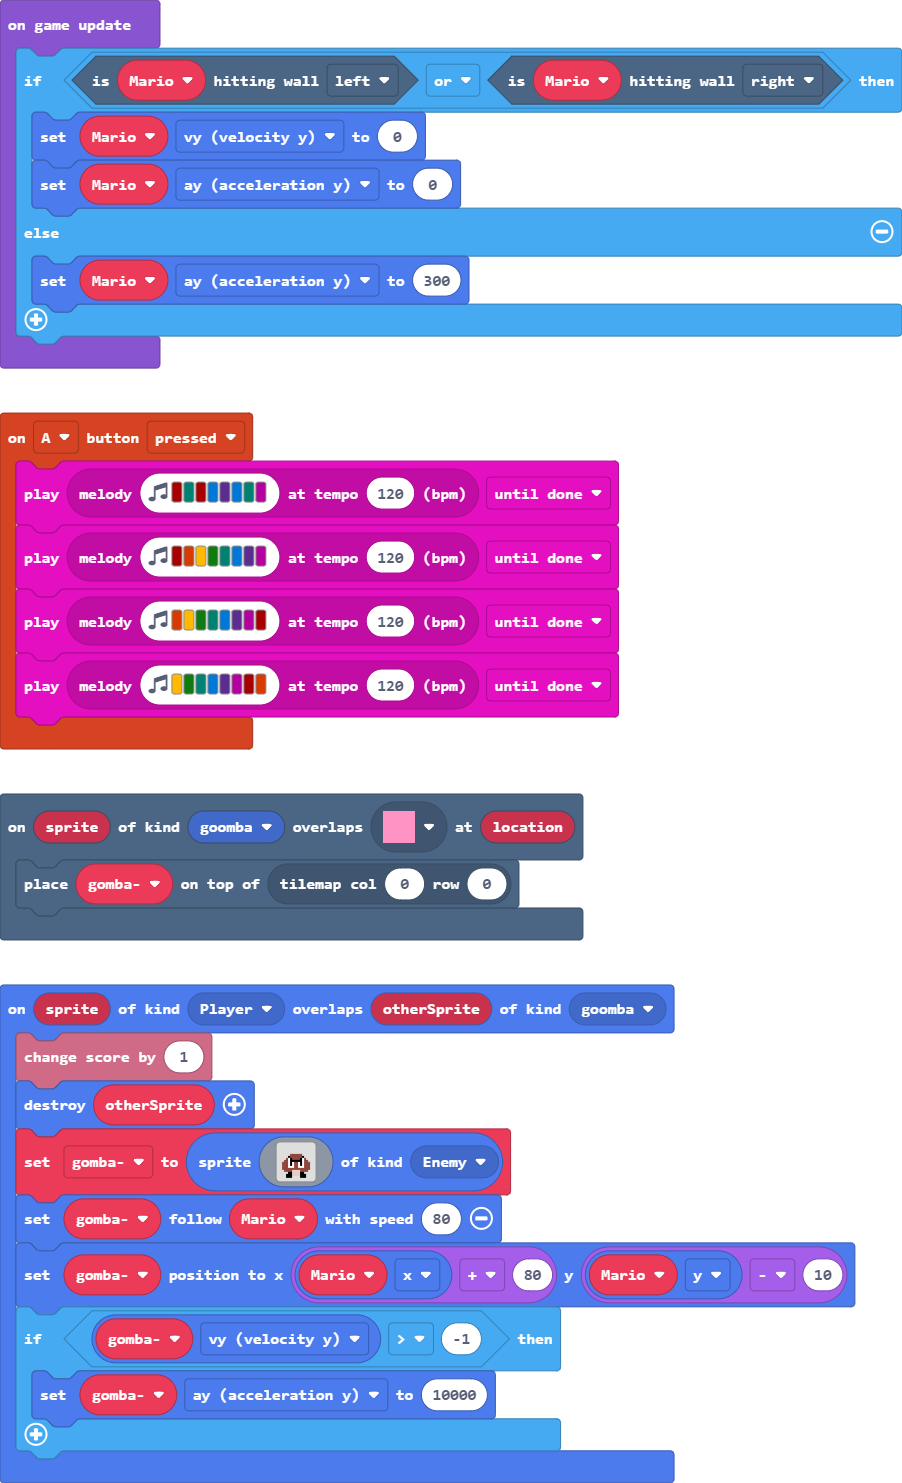 on game update
if is Mario hitting wall left or is Mario hitting wall right then
set Mario vy (velocity y) to 0
set Mario ay (acceleration y) to 0
else
set Mario ay (acceleration y) to 300
on A button pressed
play melody at tempo 120 (bpm) until done
play melody at tempo 120 (bpm) until done
play melody at tempo 120 (bpm) until done
play melody at tempo 120 (bpm) until done
on sprite of kind goomba overlaps at location
place gomba- on top of tilemap col 0 row 0
on sprite of kind Player overlaps otherSprite of kind goomba
change score by 1
destroy otherSprite
set gomba- to sprite of kind Enemy
set gomba- follow Mario with speed 80
set gomba- position to x Mario x + 80 y Mario y - 10
if gomba- vy (velocity y) > -1 then
set gomba- ay (acceleration y) to 10000